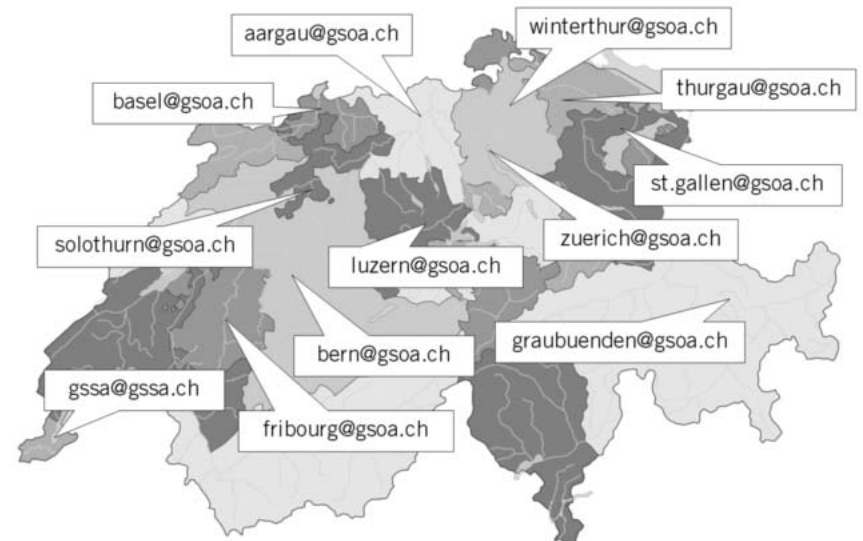 winterthur@gsoa.ch
aargau@gsoa.ch
thurgau@gsoa.ch
basel@gsoa.ch
st.gallen@gsoa.ch
solothurn@gsoa.ch
zuerich@gsoa.ch
luzern@gsoa.ch
graubuenden@gsoa.ch
bern@gsoa.ch
gssa@gssa.ch
fribourg@gsoa.ch